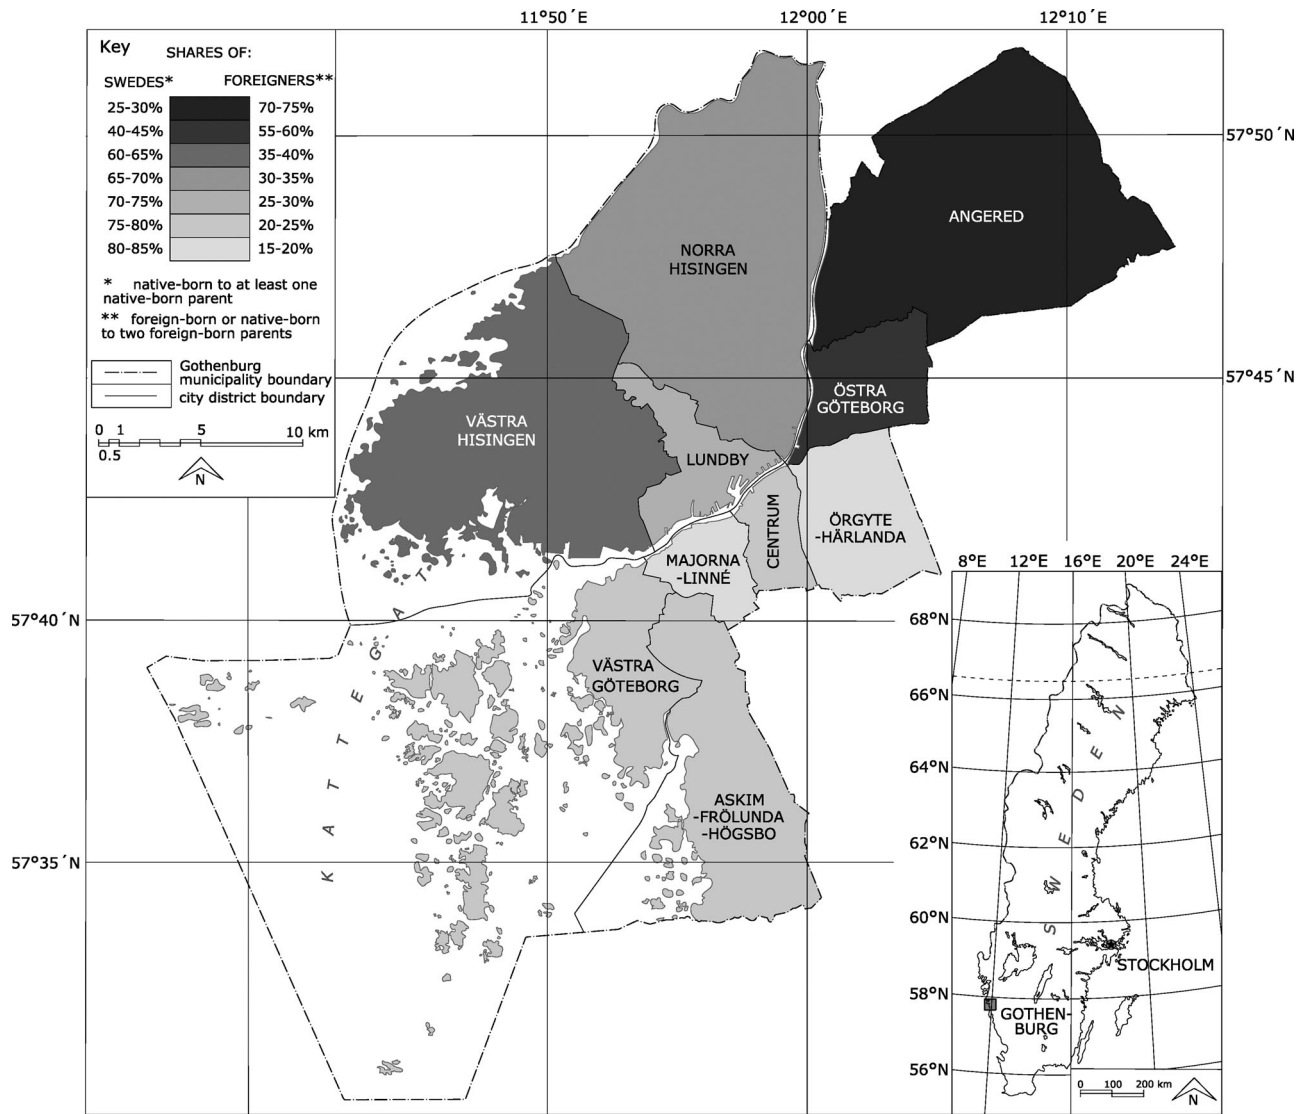 11°50´E
12°00´E
12°10´E
Key
SHARES OF:
SWEDES*
FOREIGNERS**
25-30%
70-75%
40-45%
55-60%
60-65%
35-40%
65-70%
30-35%
70-75%
25-30%
75-80%
20-25%
80-85%
15-20%
* native-born to at least one
native-born parent
** foreign-born or native-born
to two foreign-born parents
Gothenburg
municipality boundary
city district boundary
0 1 5 10 km
0.5
N
57°50´N
57°45´N
57°40´N
57°35´N
ANGERED
NORRA
HISINGEN
ÖSTRA
GÖTEBORG
VÄSTRA
HISINGEN
LUNDBY
CENTRUM
ÖRGYTE
-HÄRLANDA
MAJORNA
-LINNÉ
VÄSTRA
GÖTEBORG
ASKIM
-FRÖLUNDA
-HÖGSBO
KATTEGAT
8°E 12°E 16°E 20°E 24°E
68°N
66°N
64°N
62°N
60°N
58°N
56°N
SWEDEN
STOCKHOLM
GOTHEN-
BURG
0 100 200 km
N